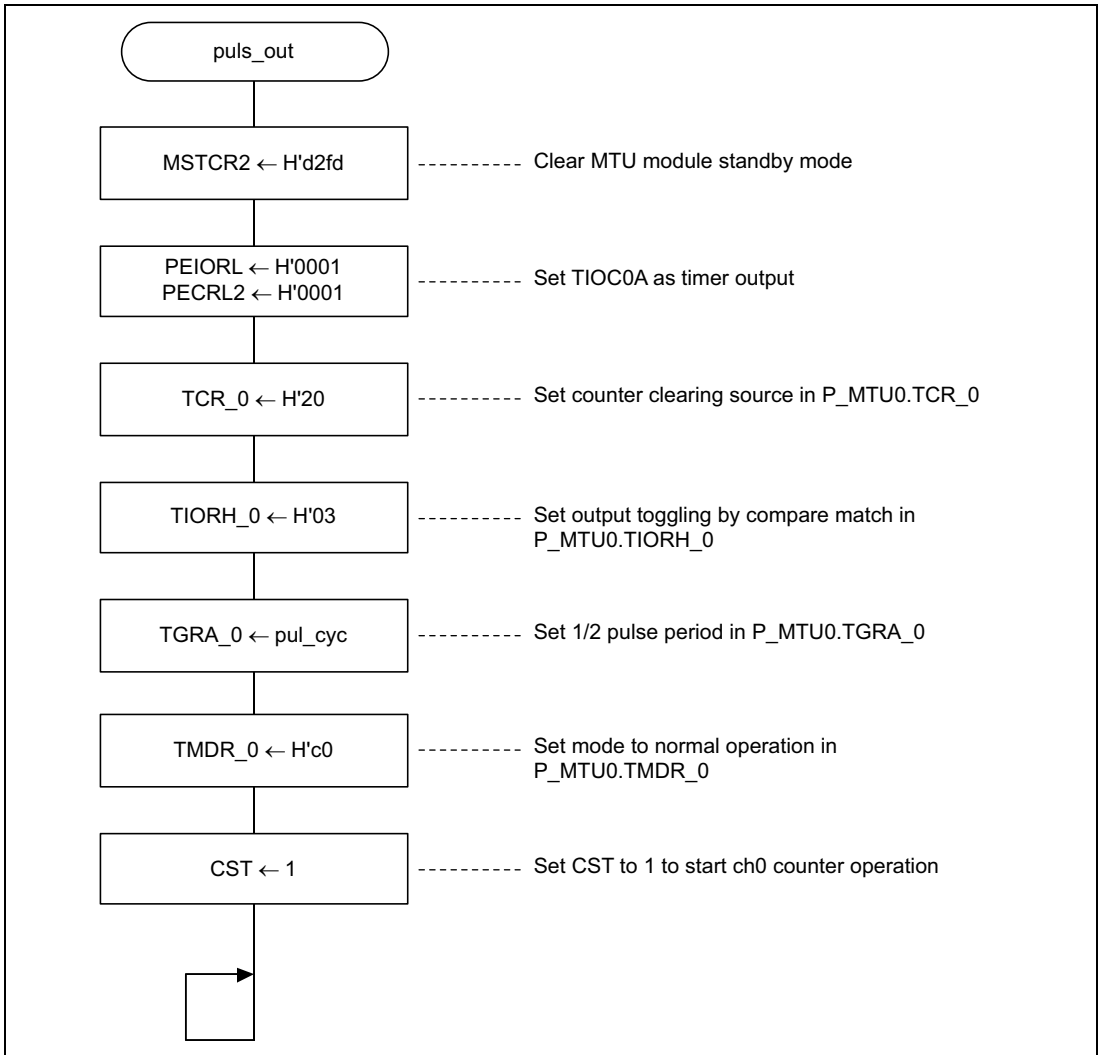 puls_out
MSTCR2 ← H'd2fd
Clear MTU module standby mode
PEIORL ← H'0001
PECRL2 ← H'0001
Set TIOC0A as timer output
TCR_0 ← H'20
Set counter clearing source in P_MTU0.TCR_0
TIORH_0 ← H'03
Set output toggling by compare match in
P_MTU0.TIORH_0
TGRA_0 ← pul_cyc
Set 1/2 pulse period in P_MTU0.TGRA_0
TMDR_0 ← H'c0
Set mode to normal operation in
P_MTU0.TMDR_0
CST ← 1
Set CST to 1 to start ch0 counter operation